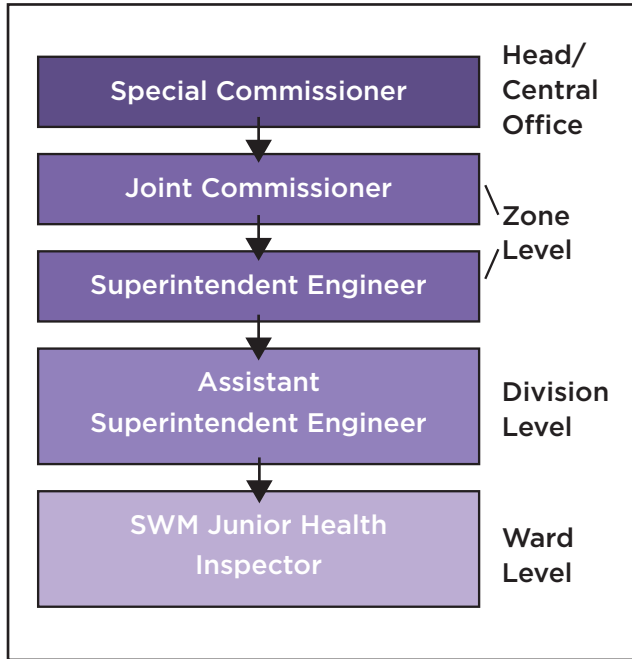 Special Commissioner
Head/
Central
Office
Joint Commissioner
Superintendent Engineer
Zone
Level
Assistant
Superintendent Engineer
Division
Level
SWM Junior Health
Inspector
Ward
Level